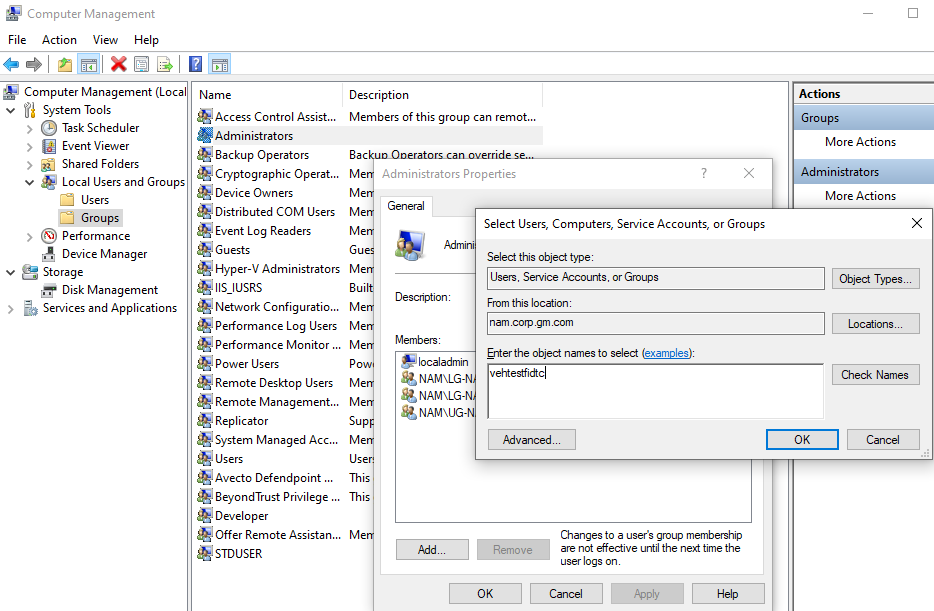 Computer Management
File Action View Help
Computer Management (Local
System Tools
Task Scheduler
Event Viewer
Shared Folders
Local Users and Groups
Users
Groups
Performance
Device Manager
Storage
Disk Management
Services and Applications
Name Description
Access Control Assist... Members of this group can remot...
Administrators
Backup Operators Backup Operators can override se...
Cryptographic Operat... Mem
Device Owners Mem
Distributed COM Users Mem
Event Log Readers Mem
Guests Gues
Hyper-V Administrators Mem
IIS_IUSRS Built
Network Configuratio... Mem
Performance Log Users Mem
Performance Monitor ... Mem
Power Users Powe
Remote Desktop Users Mem
Remote Management... Mem
Replicator Supp
System Managed Acc... Mem
Users Users
Avecto Defendpoint ... This
BeyondTrust Privilege ... This
Developer
Offer Remote Assistan... Mem
STDUSER
Administrators Properties ?
General
Admini
Description:
Members:
localadmin
NAM\LG-NA
NAM\LG-NA
NAM\UG-N
Add... Remove
Changes to a user's group membership
are not effective until the next time the
user logs on.
OK Cancel Apply Help
Select Users, Computers, Service Accounts, or Groups
Select this object type:
Users, Service Accounts, or Groups Object Types...
From this location:
nam.corp.gm.com Locations...
Enter the object names to select (examples):
vehtestfidtc Check Names
Advanced... OK Cancel
Actions
Groups
More Actions
Administrators
More Actions